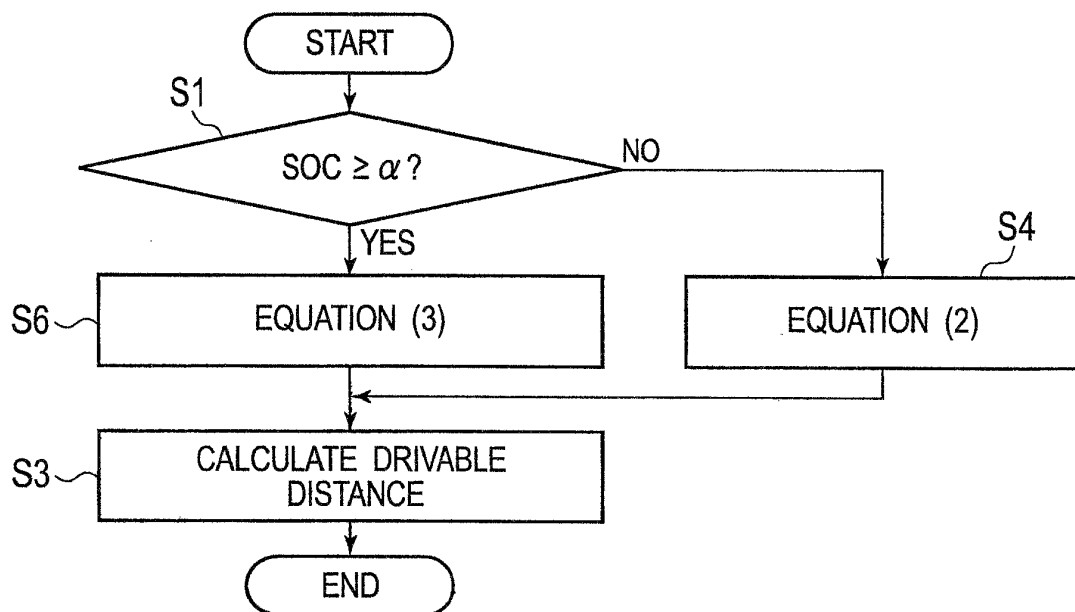 START
S1
SOC ≥ α?
NO
YES
S4
S6
EQUATION (3)
EQUATION (2)
S3
CALCULATE DRIVABLE
DISTANCE
END